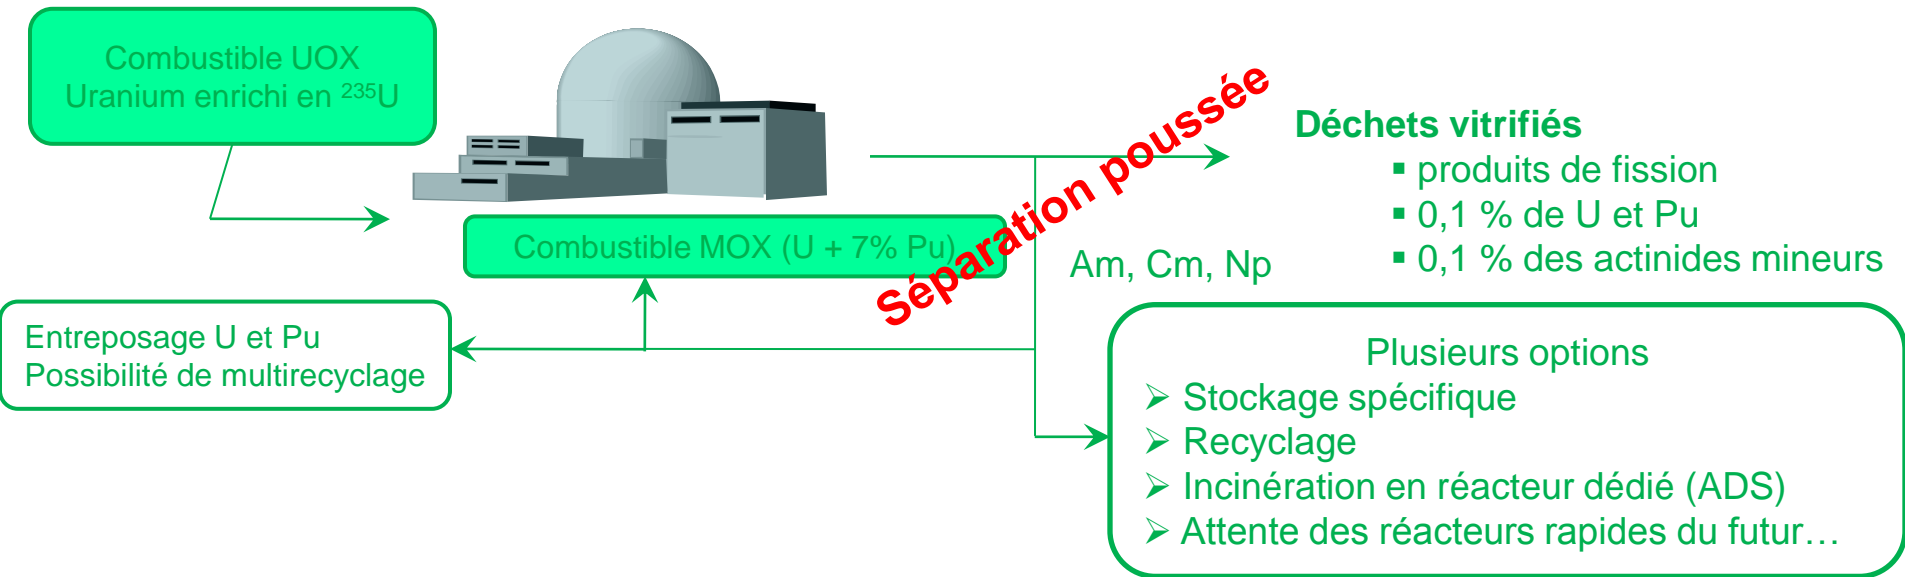 Combustible UOX
Uranium enrichi en ²³⁵U
Séparation poussée
Déchets vitrifiés
▪ produits de fission
▪ 0,1 % de U et Pu
▪ 0,1 % des actinides mineurs
Combustible MOX (U + 7% Pu)
Am, Cm, Np
Entreposage U et Pu
Possibilité de multirecyclage
Plusieurs options
➢ Stockage spécifique
➢ Recyclage
➢ Incinération en réacteur dédié (ADS)
➢ Attente des réacteurs rapides du futur…